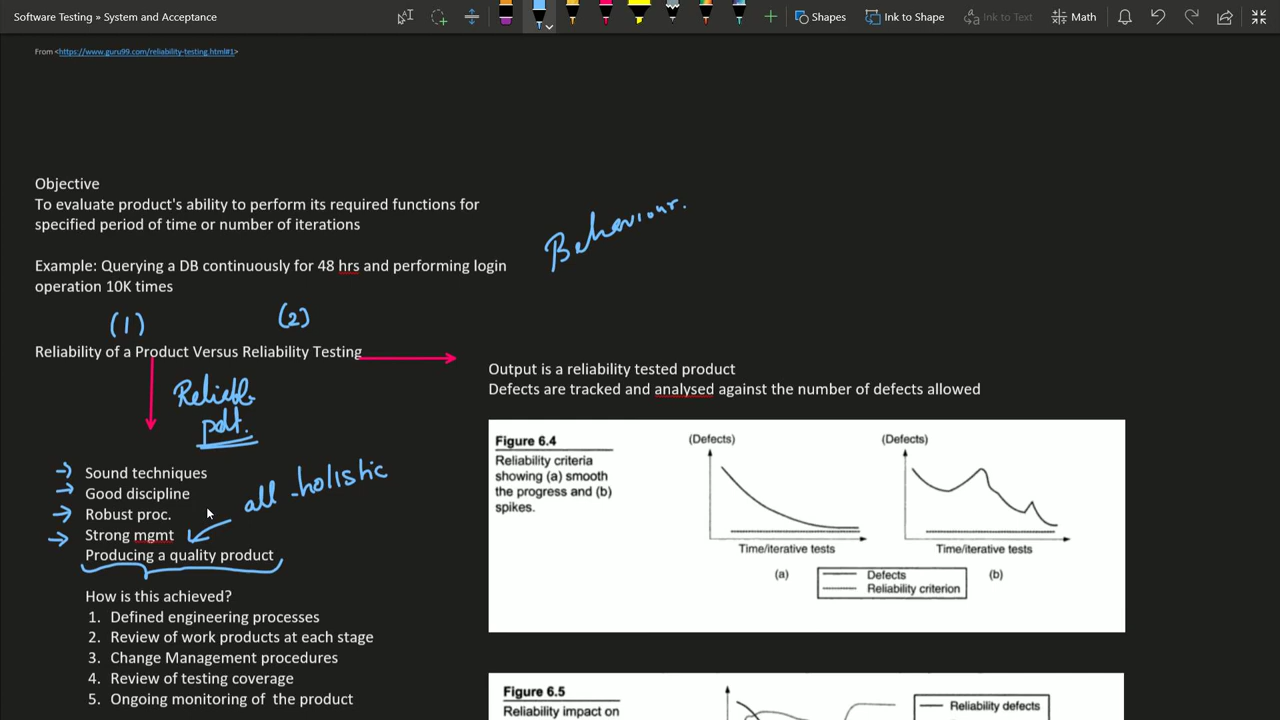 Software Testing » System and Acceptance
Shapes
Ink to Shape
Ink to Text
Math
From <https://www.guru99.com/reliability-testing.html#1>
Objective
To evaluate product's ability to perform its required functions for
specified period of time or number of iterations
Behaviour.
Example: Querying a DB continuously for 48 hrs and performing login
operation 10K times
(1)
(2)
Reliability of a Product Versus Reliability Testing
Reliable
pdt.
Sound techniques
Good discipline
Robust proc.
Strong mgmt
Producing a quality product
all -holistic
How is this achieved?
1. Defined engineering processes
2. Review of work products at each stage
3. Change Management procedures
4. Review of testing coverage
5. Ongoing monitoring of the product
Output is a reliability tested product
Defects are tracked and analysed against the number of defects allowed
Figure 6.4
Reliability criteria
showing (a) smooth
the progress and (b)
spikes.
(Defects)
Time/iterative tests
(a)
(Defects)
Time/iterative tests
(b)
Defects
Reliability criterion
Figure 6.5
Reliability impact on
Reliability defects